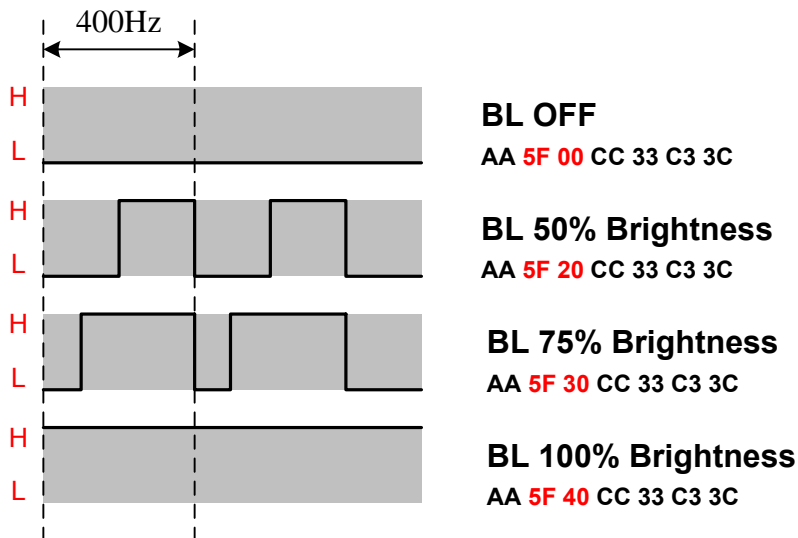 400Hz
H
L
BL OFF
AA 5F 00 CC 33 C3 3C
H
L
BL 50% Brightness
AA 5F 20 CC 33 C3 3C
H
L
BL 75% Brightness
AA 5F 30 CC 33 C3 3C
H
L
BL 100% Brightness
AA 5F 40 CC 33 C3 3C